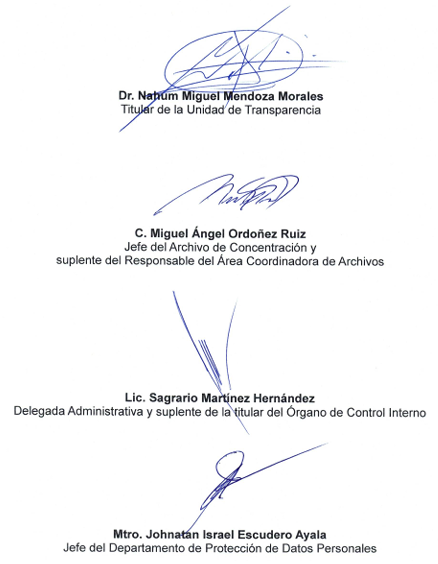 Dr. Nahum Miguel Mendoza Morales
Titular de la Unidad de Transparencia
C. Miguel Ángel Ordoñez Ruiz
Jefe del Archivo de Concentración y
suplente del Responsable del Área Coordinadora de Archivos
Lic. Sagrario Martínez Hernández
Delegada Administrativa y suplente de la titular del Órgano de Control Interno
Mtro. Johnatan Israel Escudero Ayala
Jefe del Departamento de Protección de Datos Personales